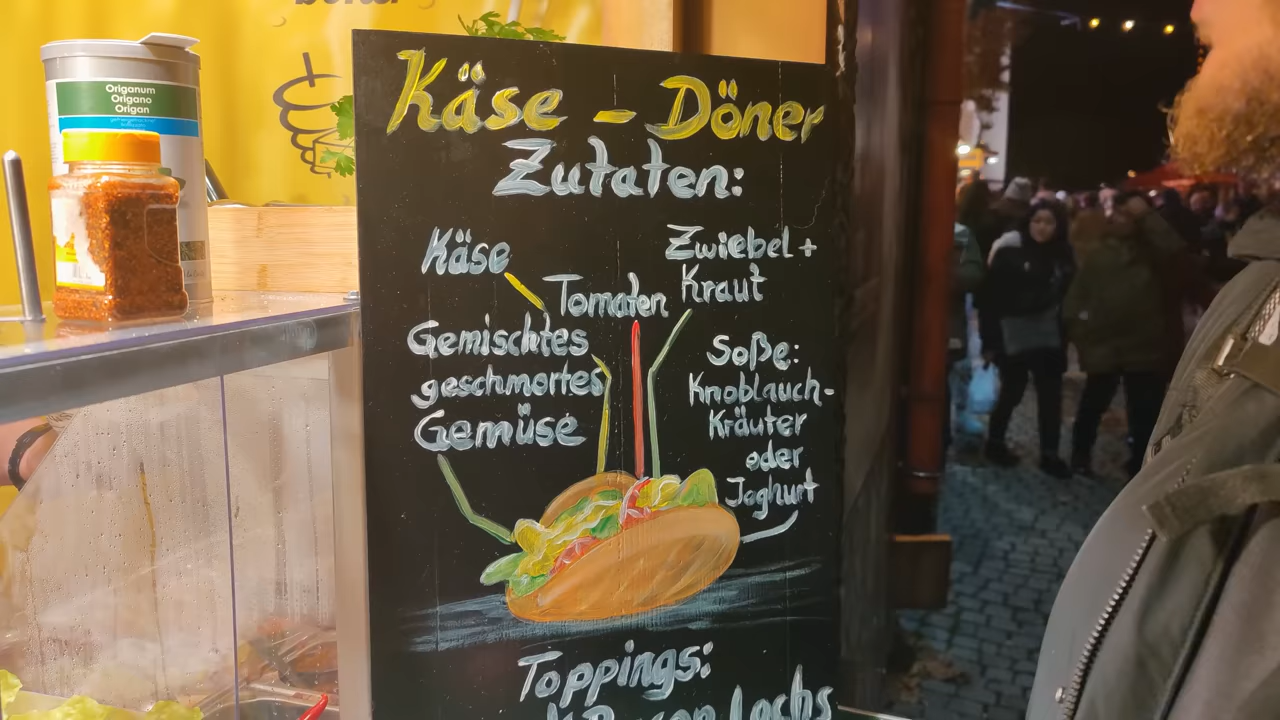 Origanum
Origano
Origan
Käse - Döner
Zutaten:
Käse
Tomaten
Zwiebel +
Kraut
Gemischtes
geschmortes
Gemüse
Soße:
Knoblauch-
Kräuter
oder
Joghurt
Toppings:
Lachs